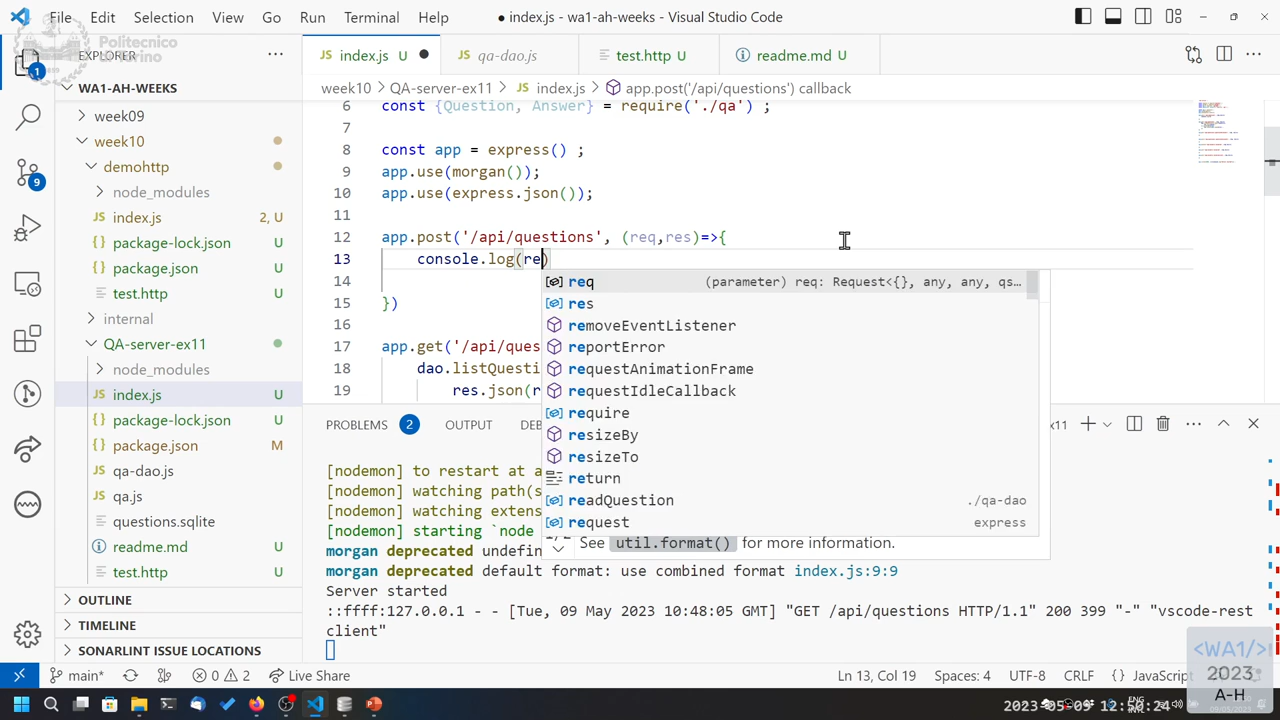 File Edit Selection View Go Run Terminal Help
● index.js - wa1-ah-weeks - Visual Studio Code
Politecnico
di Torino
EXPLORER
index.js U
qa-dao.js
test.http U
readme.md U
WA1-AH-WEEKS
week10 > QA-server-ex11 > index.js > app.post('/api/questions') callback
week09
week10
demohttp
node_modules
index.js 2, U
package-lock.json U
package.json U
test.http U
internal
QA-server-ex11
node_modules
index.js U
package-lock.json U
package.json M
qa-dao.js U
qa.js U
questions.sqlite
readme.md U
test.http U
OUTLINE
TIMELINE
SONARLINT ISSUE LOCATIONS
6 const {Question, Answer} = require('./qa') ;
7
8 const app = express() ;
9 app.use(morgan());
10 app.use(express.json());
11
12 app.post('/api/questions', (req,res)=>{
13 console.log(re)
14
15 })
16
17 app.get('/api/ques
18 dao.listQuesti
19 res.json(r
req (parameter) req: Request<{}, any, any, qs…
res
removeEventListener
reportError
requestAnimationFrame
requestIdleCallback
require
resizeBy
resizeTo
return
readQuestion ./qa-dao
request express
1/2 See util.format() for more information.
PROBLEMS 2 OUTPUT DEB x11
[nodemon] to restart at a
[nodemon] watching path(s
[nodemon] watching extens
[nodemon] starting `node
morgan deprecated undefin
morgan deprecated default format: use combined format index.js:9:9
Server started
::ffff:127.0.0.1 - - [Tue, 09 May 2023 10:48:05 GMT] "GET /api/questions HTTP/1.1" 200 399 "-" "vscode-rest
client"
main* 0 2 Live Share Ln 13, Col 19 Spaces: 4 UTF-8 CRLF {} JavaScript
<WA1/>
2023
A-H